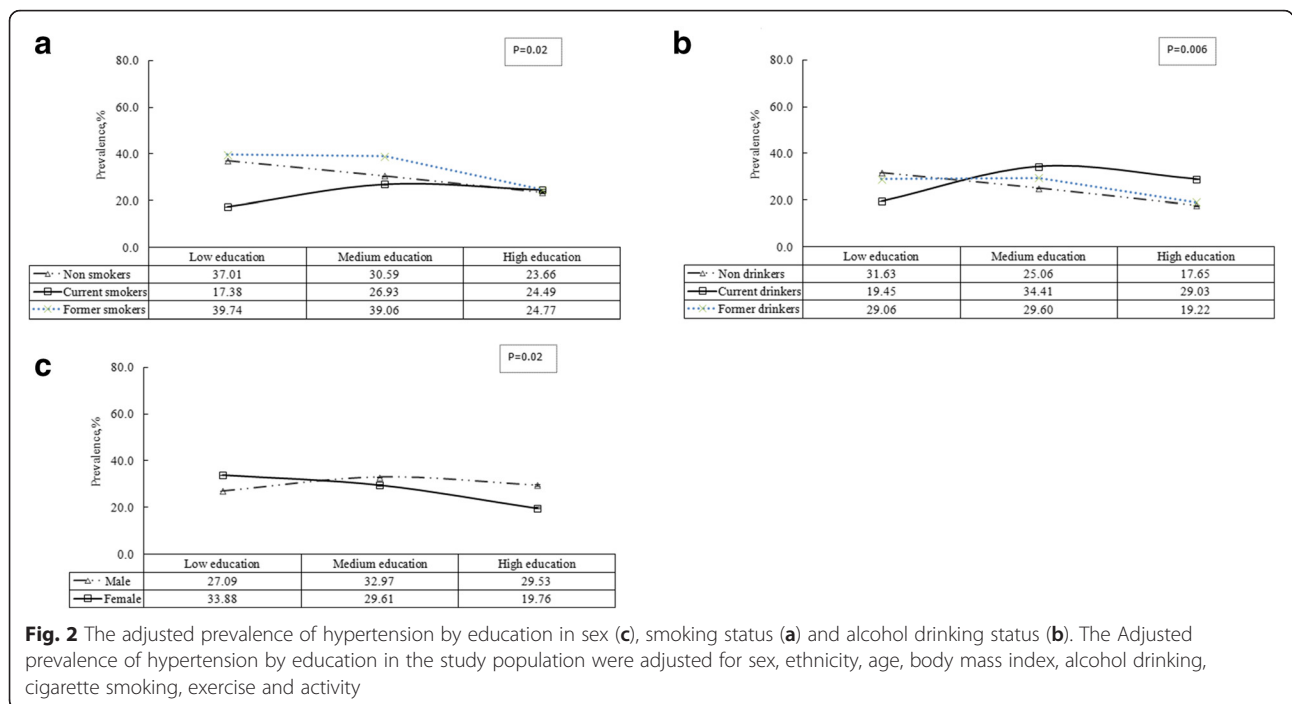 a
P=0.02
80.0
60.0
40.0
20.0
0.0
Prevalence,%
Low education Medium education High education
Non smokers 37.01 30.59 23.66
Current smokers 17.38 26.93 24.49
Former smokers 39.74 39.06 24.77
b
P=0.006
80.0
60.0
40.0
20.0
0.0
Prevalence,%
Low education Medium education High education
Non drinkers 31.63 25.06 17.65
Current drinkers 19.45 34.41 29.03
Former drinkers 29.06 29.60 19.22
c
P=0.02
80.0
60.0
40.0
20.0
0.0
Prevalence,%
Low education Medium education High education
Male 27.09 32.97 29.53
Female 33.88 29.61 19.76
Fig. 2 The adjusted prevalence of hypertension by education in sex (c), smoking status (a) and alcohol drinking status (b). The Adjusted
prevalence of hypertension by education in the study population were adjusted for sex, ethnicity, age, body mass index, alcohol drinking,
cigarette smoking, exercise and activity